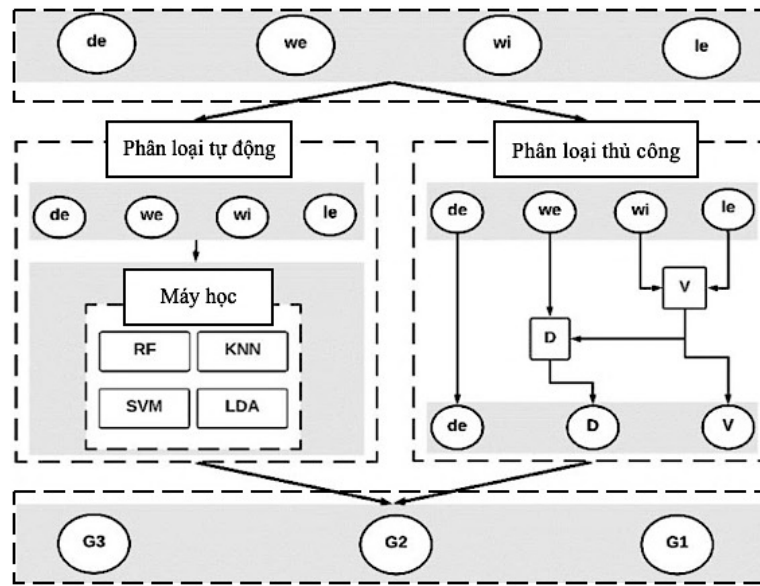 de we wi le
Phân loại tự động
Phân loại thủ công
de we wi le
de we wi le
Máy học
RF KNN
SVM LDA
V
D
de D V
G3 G2 G1